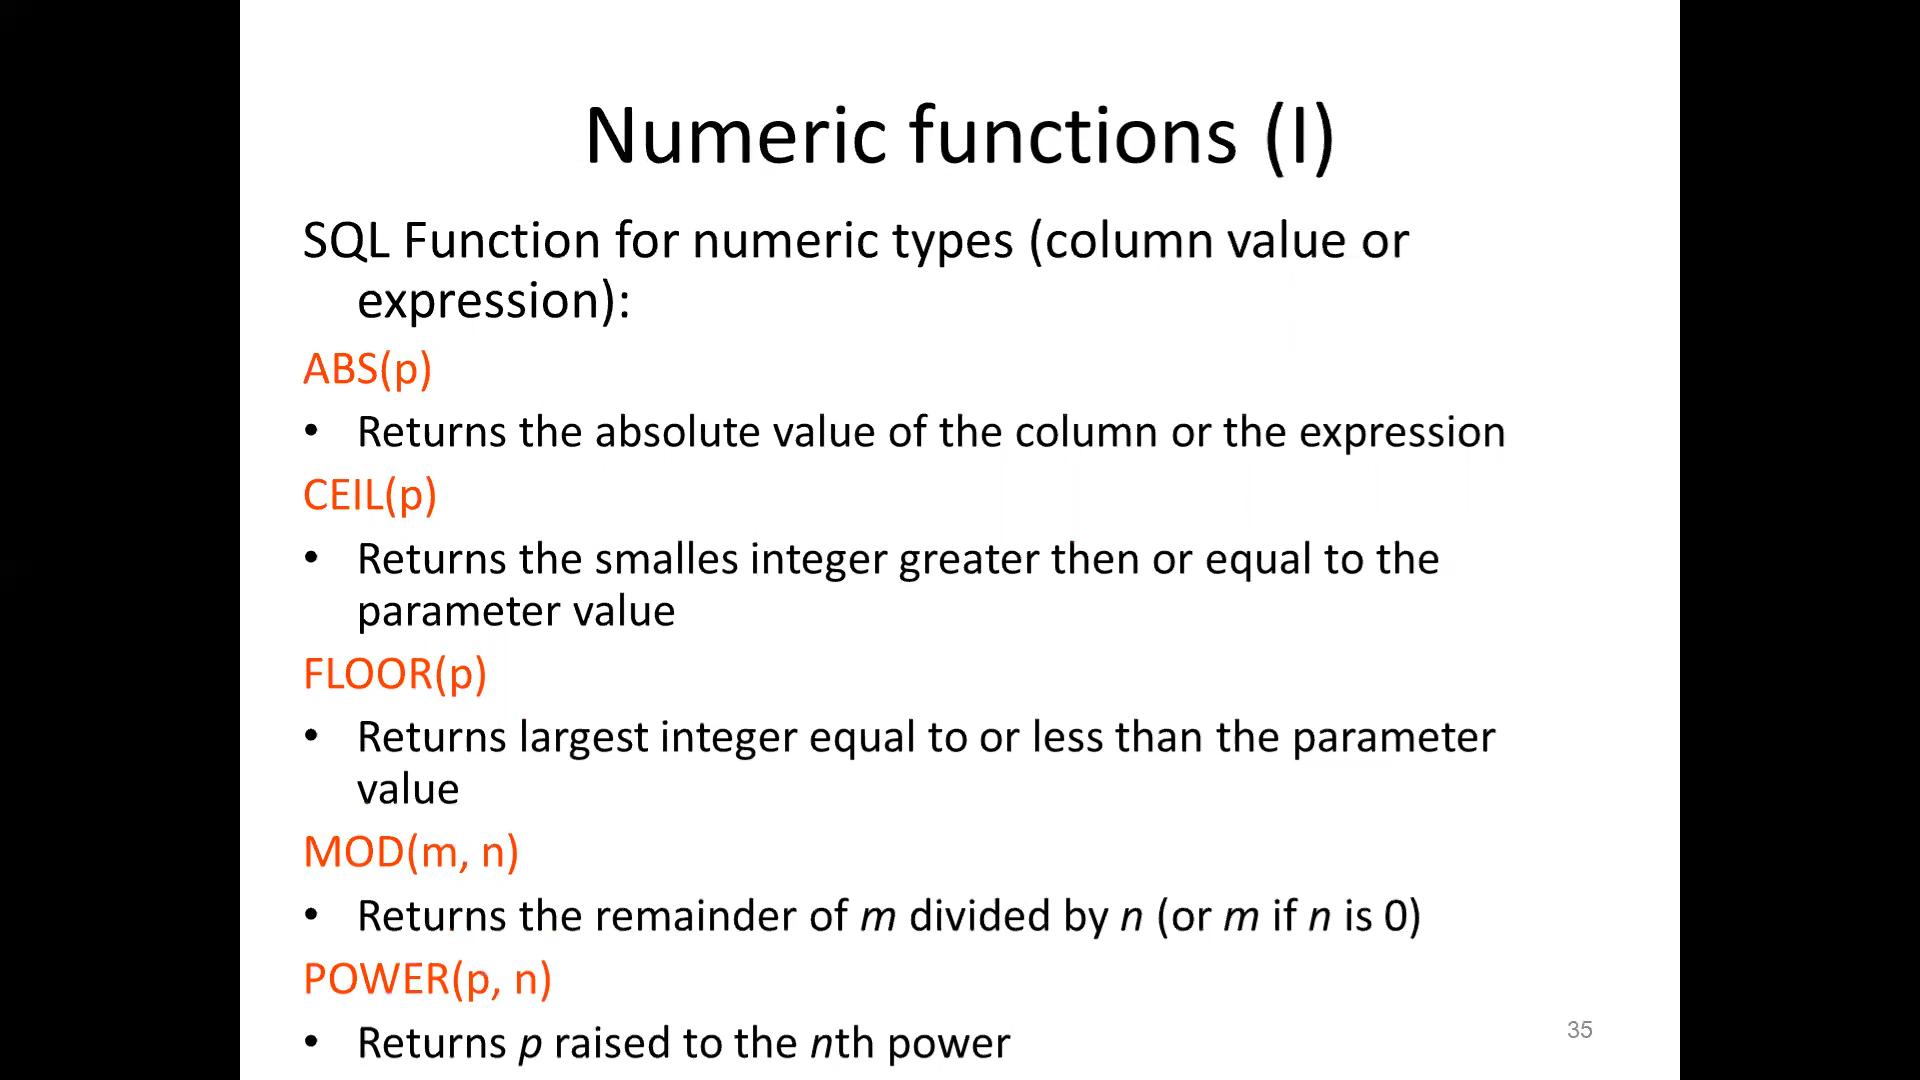 Numeric functions (I)
SQL Function for numeric types (column value or
expression):
ABS(p)
• Returns the absolute value of the column or the expression
CEIL(p)
• Returns the smalles integer greater then or equal to the
parameter value
FLOOR(p)
• Returns largest integer equal to or less than the parameter
value
MOD(m, n)
• Returns the remainder of m divided by n (or m if n is 0)
POWER(p, n)
• Returns p raised to the nth power
35